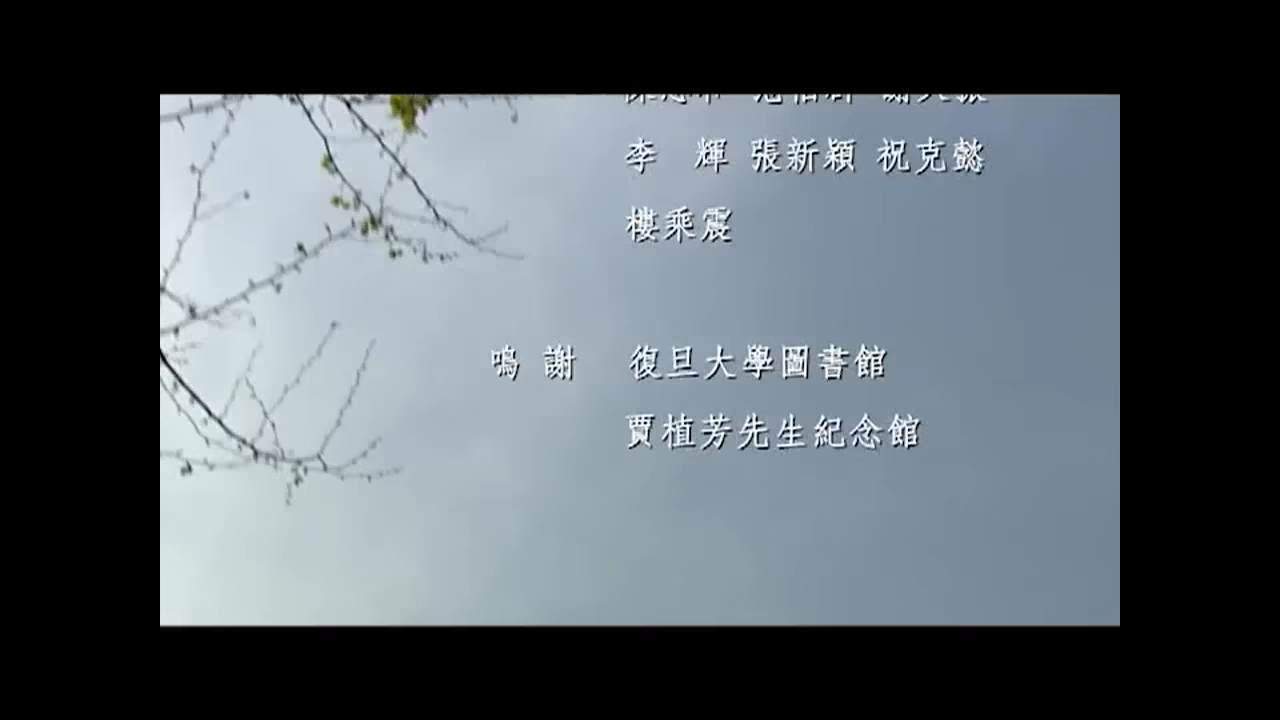 李　輝 張新穎 祝克懿
樓乘震
鳴 謝 復旦大學圖書館
賈植芳先生紀念館